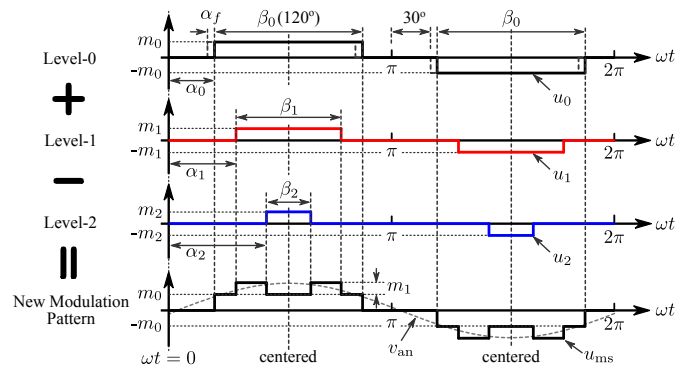 α_f β_0(120°) 30° β_0
m_0
Level-0 ωt
-m_0 π 2π
α_0 u_0
+
β_1
m_1
Level-1 ωt
-m_1 π 2π
α_1 u_1
−
β_2
m_2
Level-2 ωt
-m_2 π 2π
α_2 u_2
=
m_0 m_1
New Modulation
Pattern
ωt
-m_0 π 2π
v_an u_ms
ωt = 0 centered centered